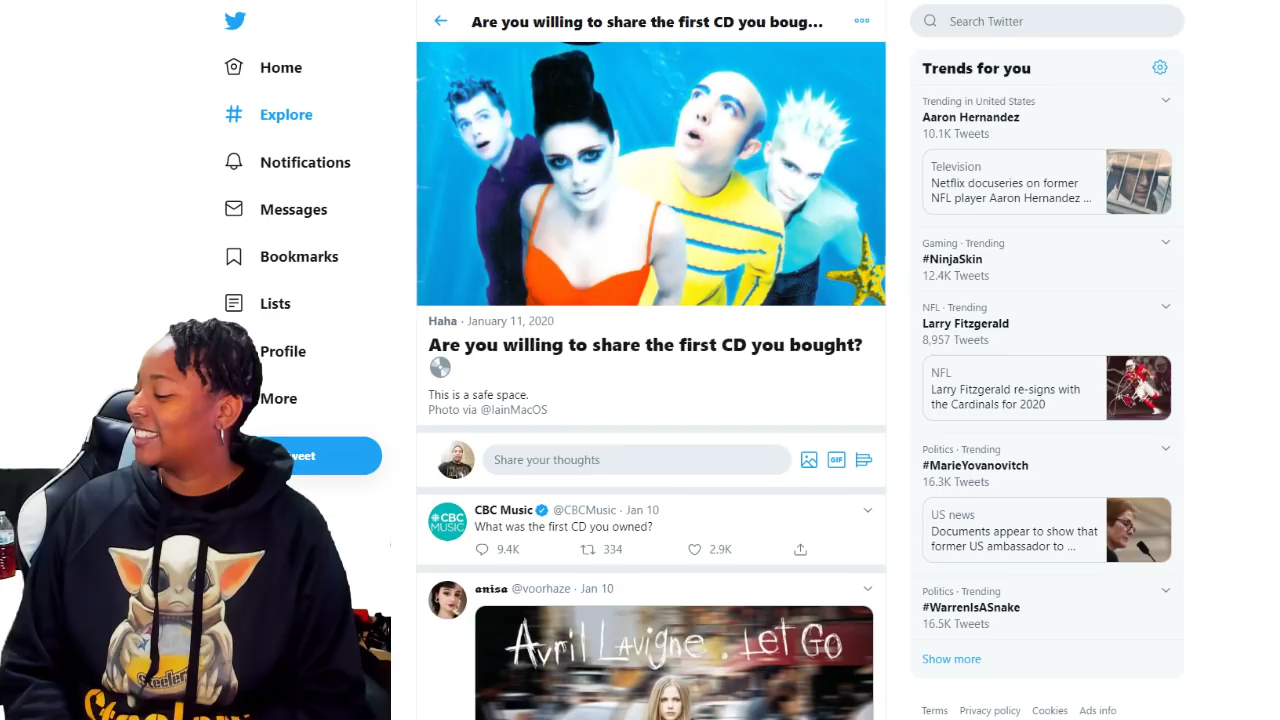 Home
Explore
Notifications
Messages
Bookmarks
Lists
Profile
More
weet
Steelers
Are you willing to share the first CD you boug...
Haha · January 11, 2020
Are you willing to share the first CD you bought?
This is a safe space.
Photo via @IainMacOS
Share your thoughts
GIF
CBC MUSIC
CBC Music @CBCMusic · Jan 10
What was the first CD you owned?
9.4K 334 2.9K
anisa @voorhaze · Jan 10
Avril Lavigne . Let Go
Search Twitter
Trends for you
Trending in United States
Aaron Hernandez
10.1K Tweets
Television
Netflix docuseries on former
NFL player Aaron Hernandez ...
Gaming · Trending
#NinjaSkin
12.4K Tweets
NFL · Trending
Larry Fitzgerald
8,957 Tweets
NFL
Larry Fitzgerald re-signs with
the Cardinals for 2020
Politics · Trending
#MarieYovanovitch
16.3K Tweets
US news
Documents appear to show that
former US ambassador to ...
Politics · Trending
#WarrenIsASnake
16.5K Tweets
Show more
Terms Privacy policy Cookies Ads info